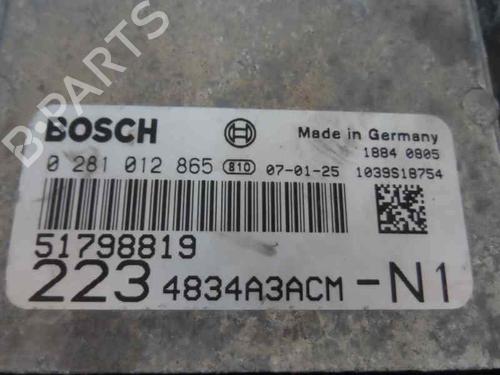 B-PARTS
BOSCH
Made in Germany
1884 0805
0 281 012 865 810 07-01-25 1039S18754
51798819
223 4834A3ACM -N1